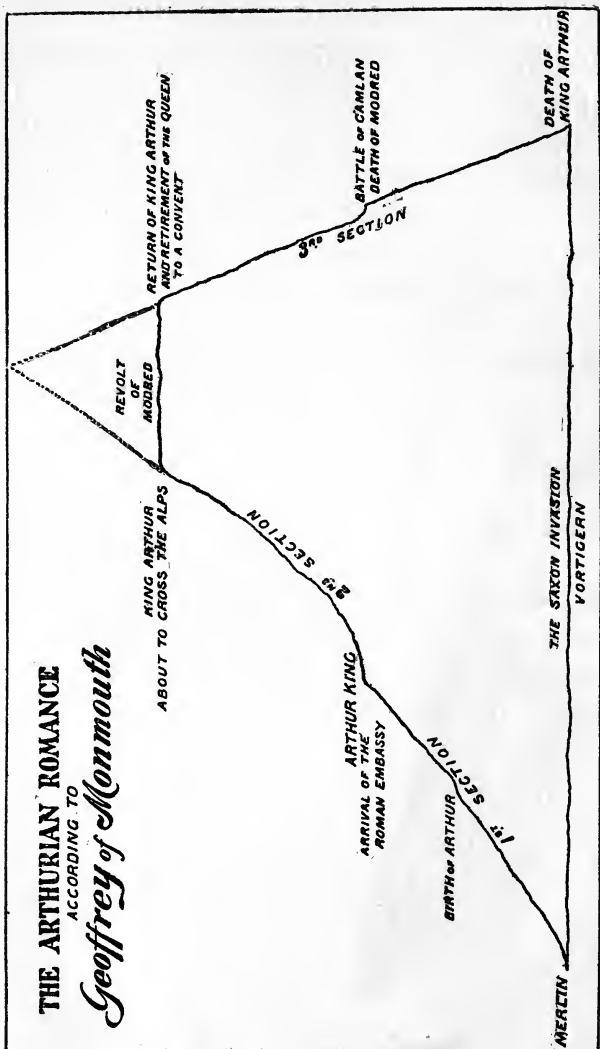 THE ARTHURIAN ROMANCE
ACCORDING TO
Geoffrey of Monmouth
KING ARTHUR
ABOUT TO CROSS THE ALPS
REVOLT
OF
MODRED
RETURN OF KING ARTHUR
AND RETIREMENT OF THE QUEEN
TO A CONVENT
2ND SECTION
3RD SECTION
BATTLE OF CAMLAN
DEATH OF MODRED
ARTHUR KING
ARRIVAL OF THE
ROMAN EMBASSY
1ST SECTION
BIRTH OF ARTHUR
MERLIN
THE SAXON INVASION
VORTIGERN
DEATH OF
KING ARTHUR